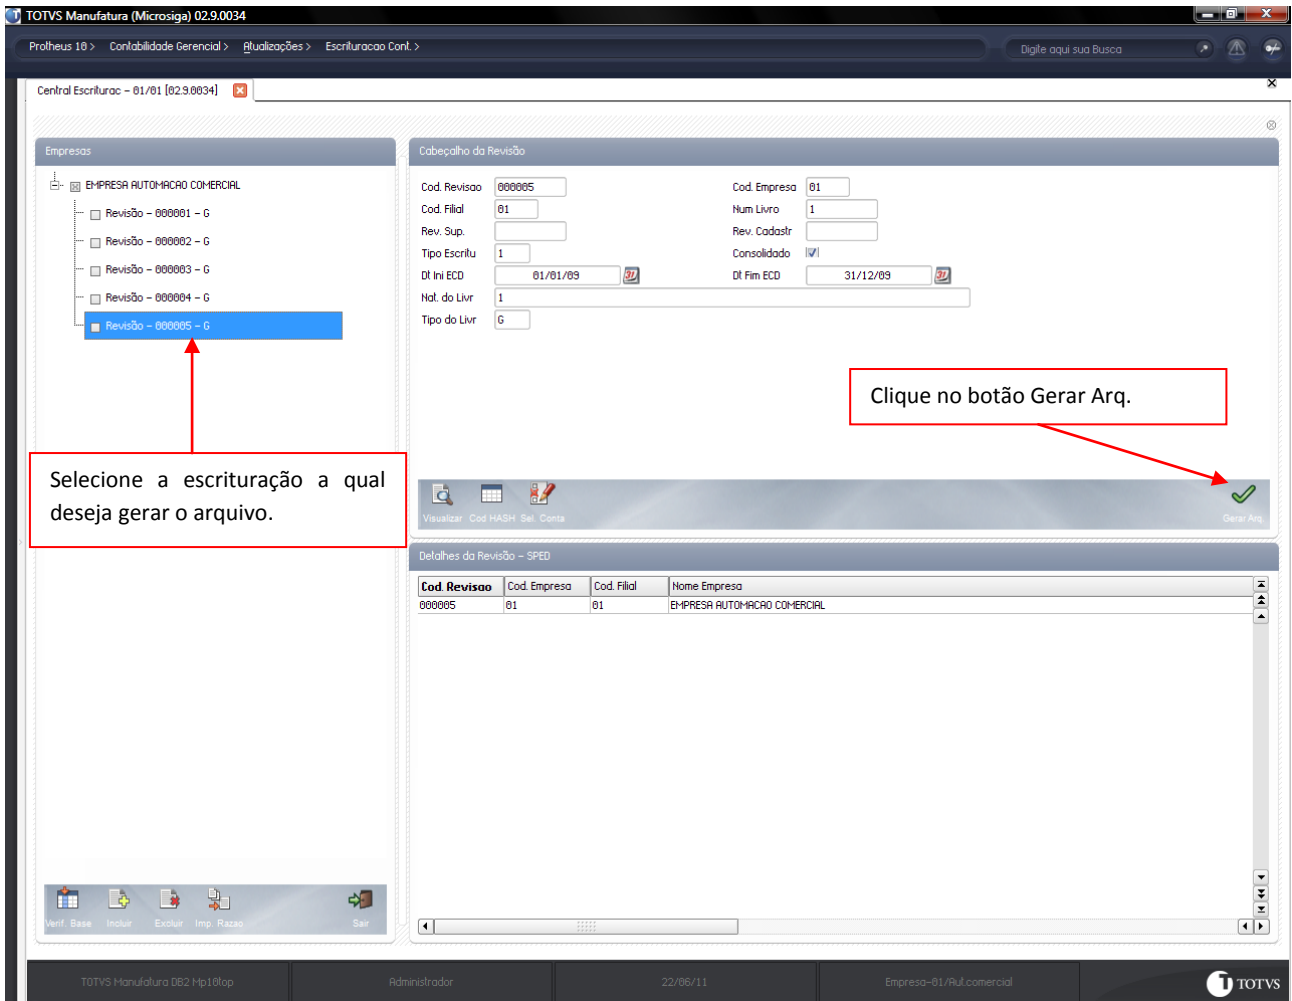 TOTVS Manufatura (Microsiga) 02.9.0034
Protheus 10 > Contabilidade Gerencial > Atualizações > Escrituracao Cont. >
Digite aqui sua Busca
Central Escriturac - 01/01 [02.9.0034]
Empresas
EMPRESA AUTOMACAO COMERCIAL
Revisão - 000001 - G
Revisão - 000002 - G
Revisão - 000003 - G
Revisão - 000004 - G
Revisão - 000005 - G
Selecione a escrituração a qual
deseja gerar o arquivo.
Verif. Base Incluir Excluir Imp. Razao Sair
Cabeçalho da Revisão
Cod. Revisao 000005 Cod. Empresa 01
Cod. Filial 01 Num Livro 1
Rev. Sup. Rev. Cadastr
Tipo Escritu 1 Consolidado
Dt Ini ECD 01/01/09 31 Dt Fim ECD 31/12/09 31
Nat. do Livr 1
Tipo do Livr G
Clique no botão Gerar Arq.
Visualizar Cod HASH Sel. Conta Gerar Arq.
Detalhes da Revisão - SPED
Cod. Revisao Cod. Empresa Cod. Filial Nome Empresa
000005 01 01 EMPRESA AUTOMACAO COMERCIAL
TOTVS Manufatura DB2 Mp10top Administrador 22/06/11 Empresa-01/Aut.comercial TOTVS